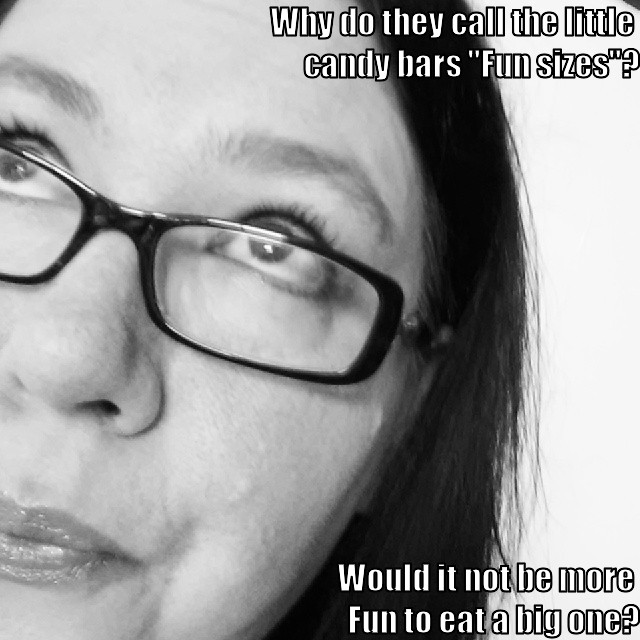 Why do they call the little
candy bars "Fun sizes"?
Would it not be more
Fun to eat a big one?